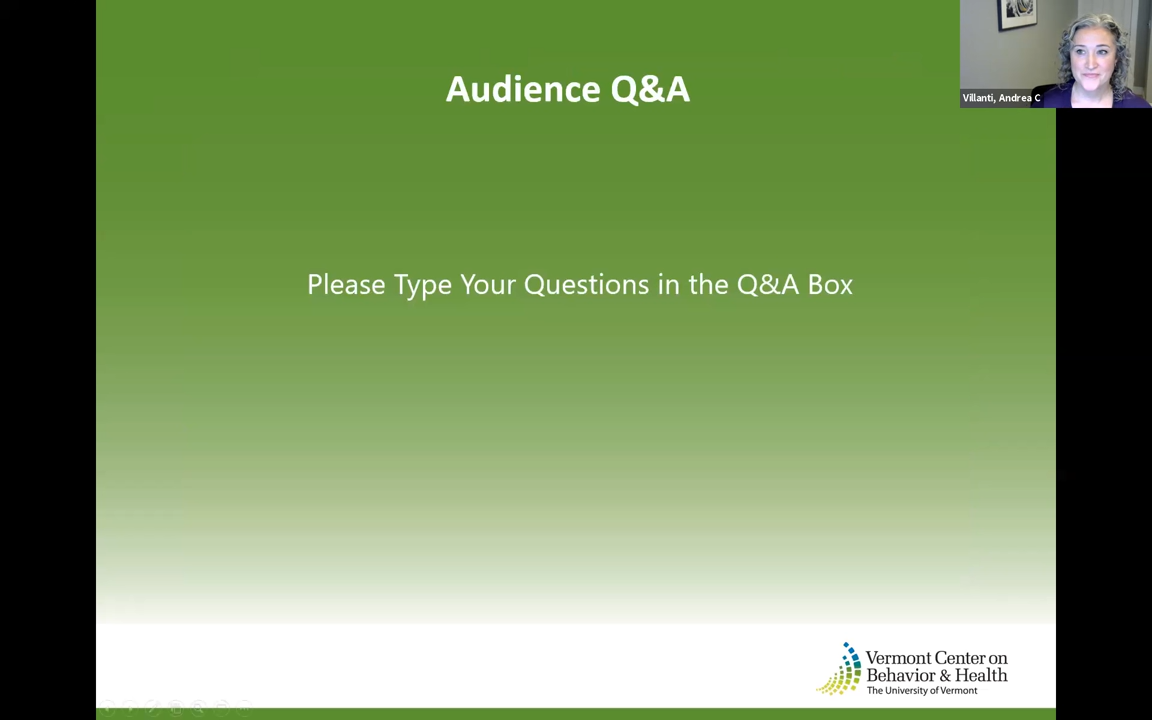 Audience Q&A
Villanti, Andrea C
Please Type Your Questions in the Q&A Box
Vermont Center on
Behavior & Health
The University of Vermont